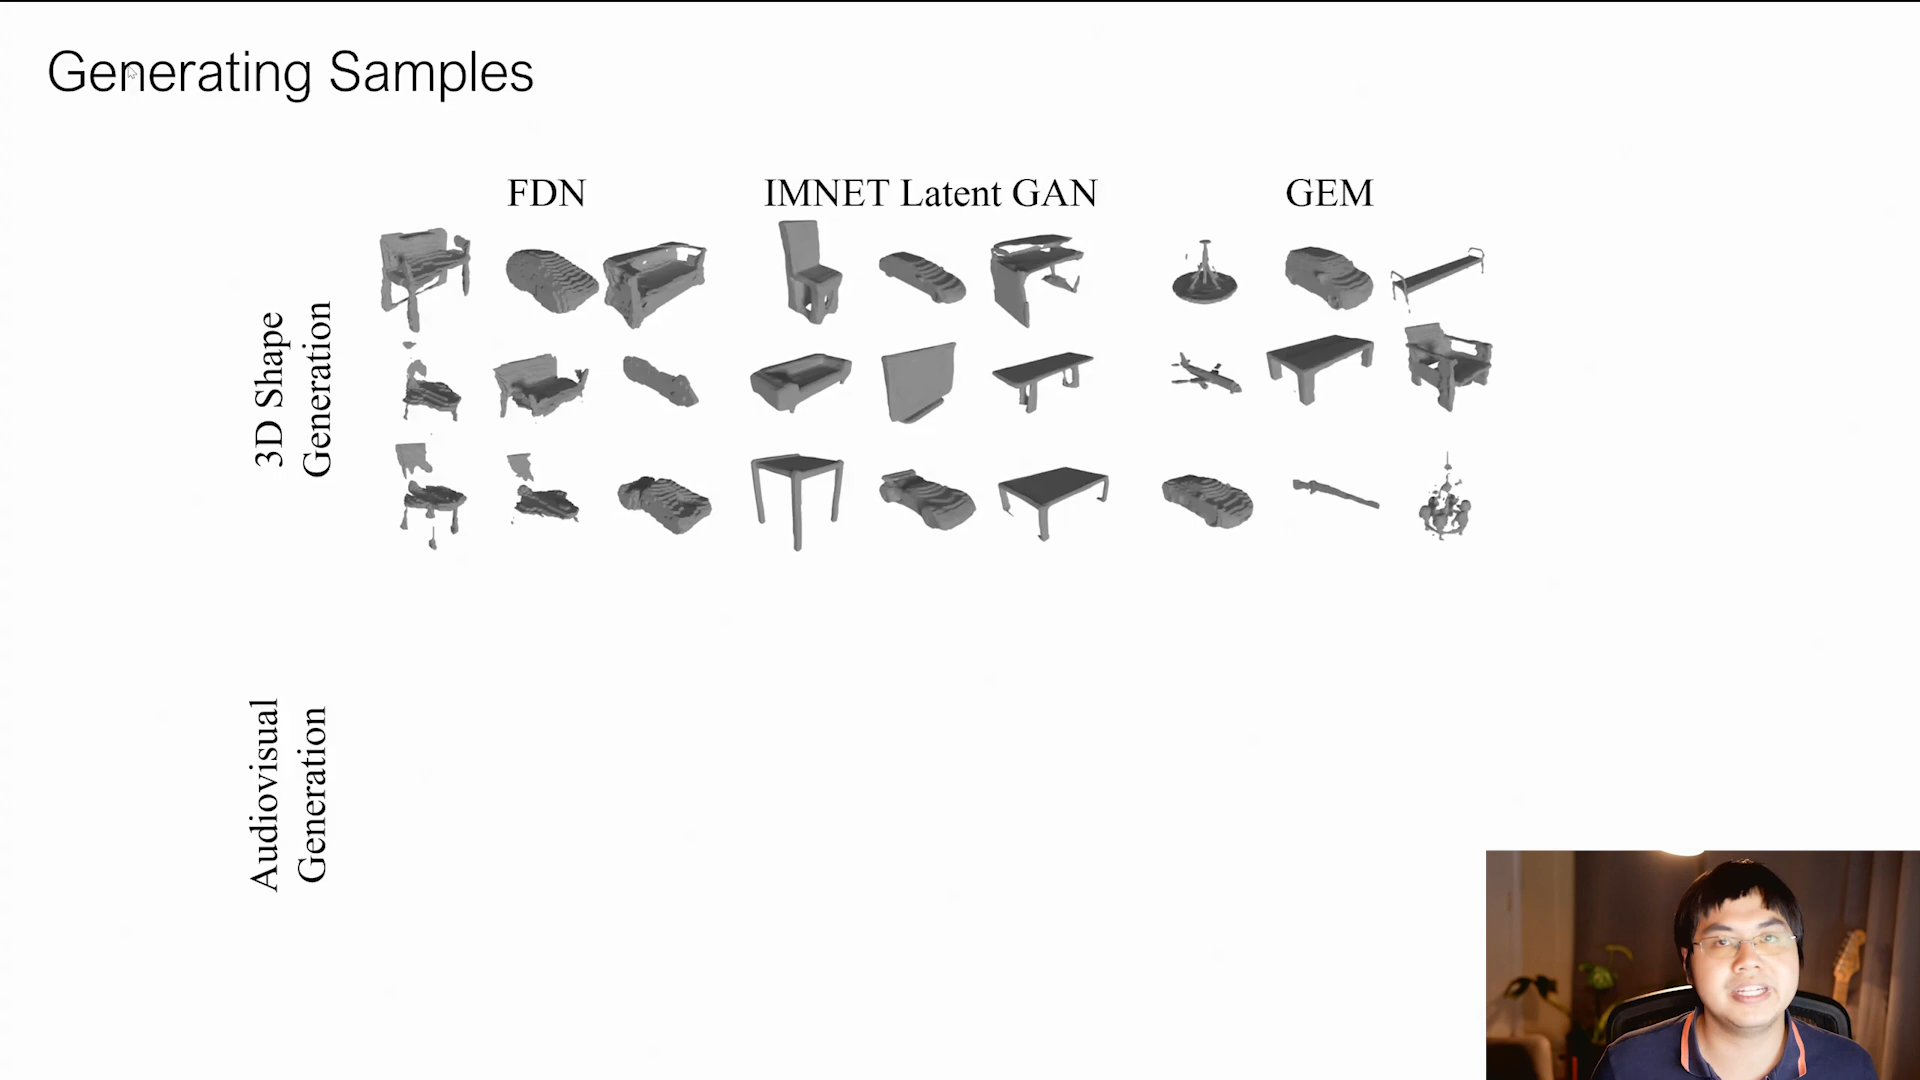 Generating Samples
FDN
IMNET Latent GAN
GEM
3D Shape
Generation
Audiovisual
Generation